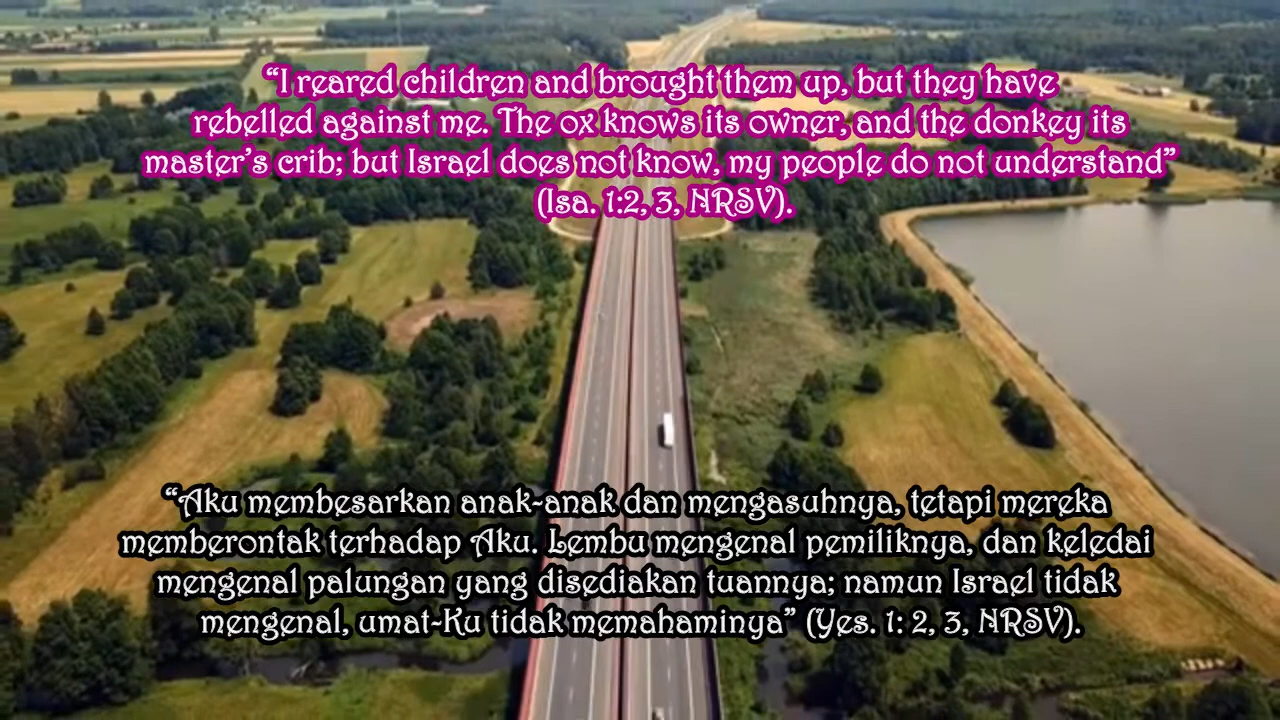 “I reared children and brought them up, but they have
rebelled against me. The ox knows its owner, and the donkey its
master’s crib; but Israel does not know, my people do not understand”
(Isa. 1:2, 3, NRSV).
“Aku membesarkan anak-anak dan mengasuhnya, tetapi mereka
memberontak terhadap Aku. Lembu mengenal pemiliknya, dan keledai
mengenal palungan yang disediakan tuannya; namun Israel tidak
mengenal, umat-Ku tidak memahaminya” (Yes. 1: 2, 3, NRSV).